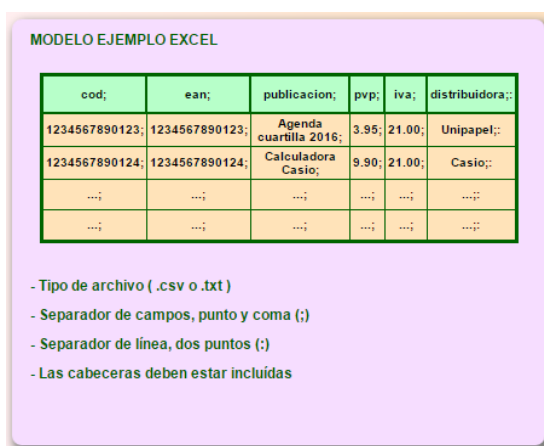 MODELO EJEMPLO EXCEL
cod; ean; publicacion; pvp; iva; distribuidora;:
1234567890123; 1234567890123; Agenda cuartilla 2016; 3.95; 21.00; Unipapel;:
1234567890124; 1234567890124; Calculadora Casio; 9.90; 21.00; Casio;:
...; ...; ...; ...; ...; ...;:
...; ...; ...; ...; ...; ...;:
- Tipo de archivo ( .csv o .txt )
- Separador de campos, punto y coma (;)
- Separador de línea, dos puntos (:)
- Las cabeceras deben estar incluídas